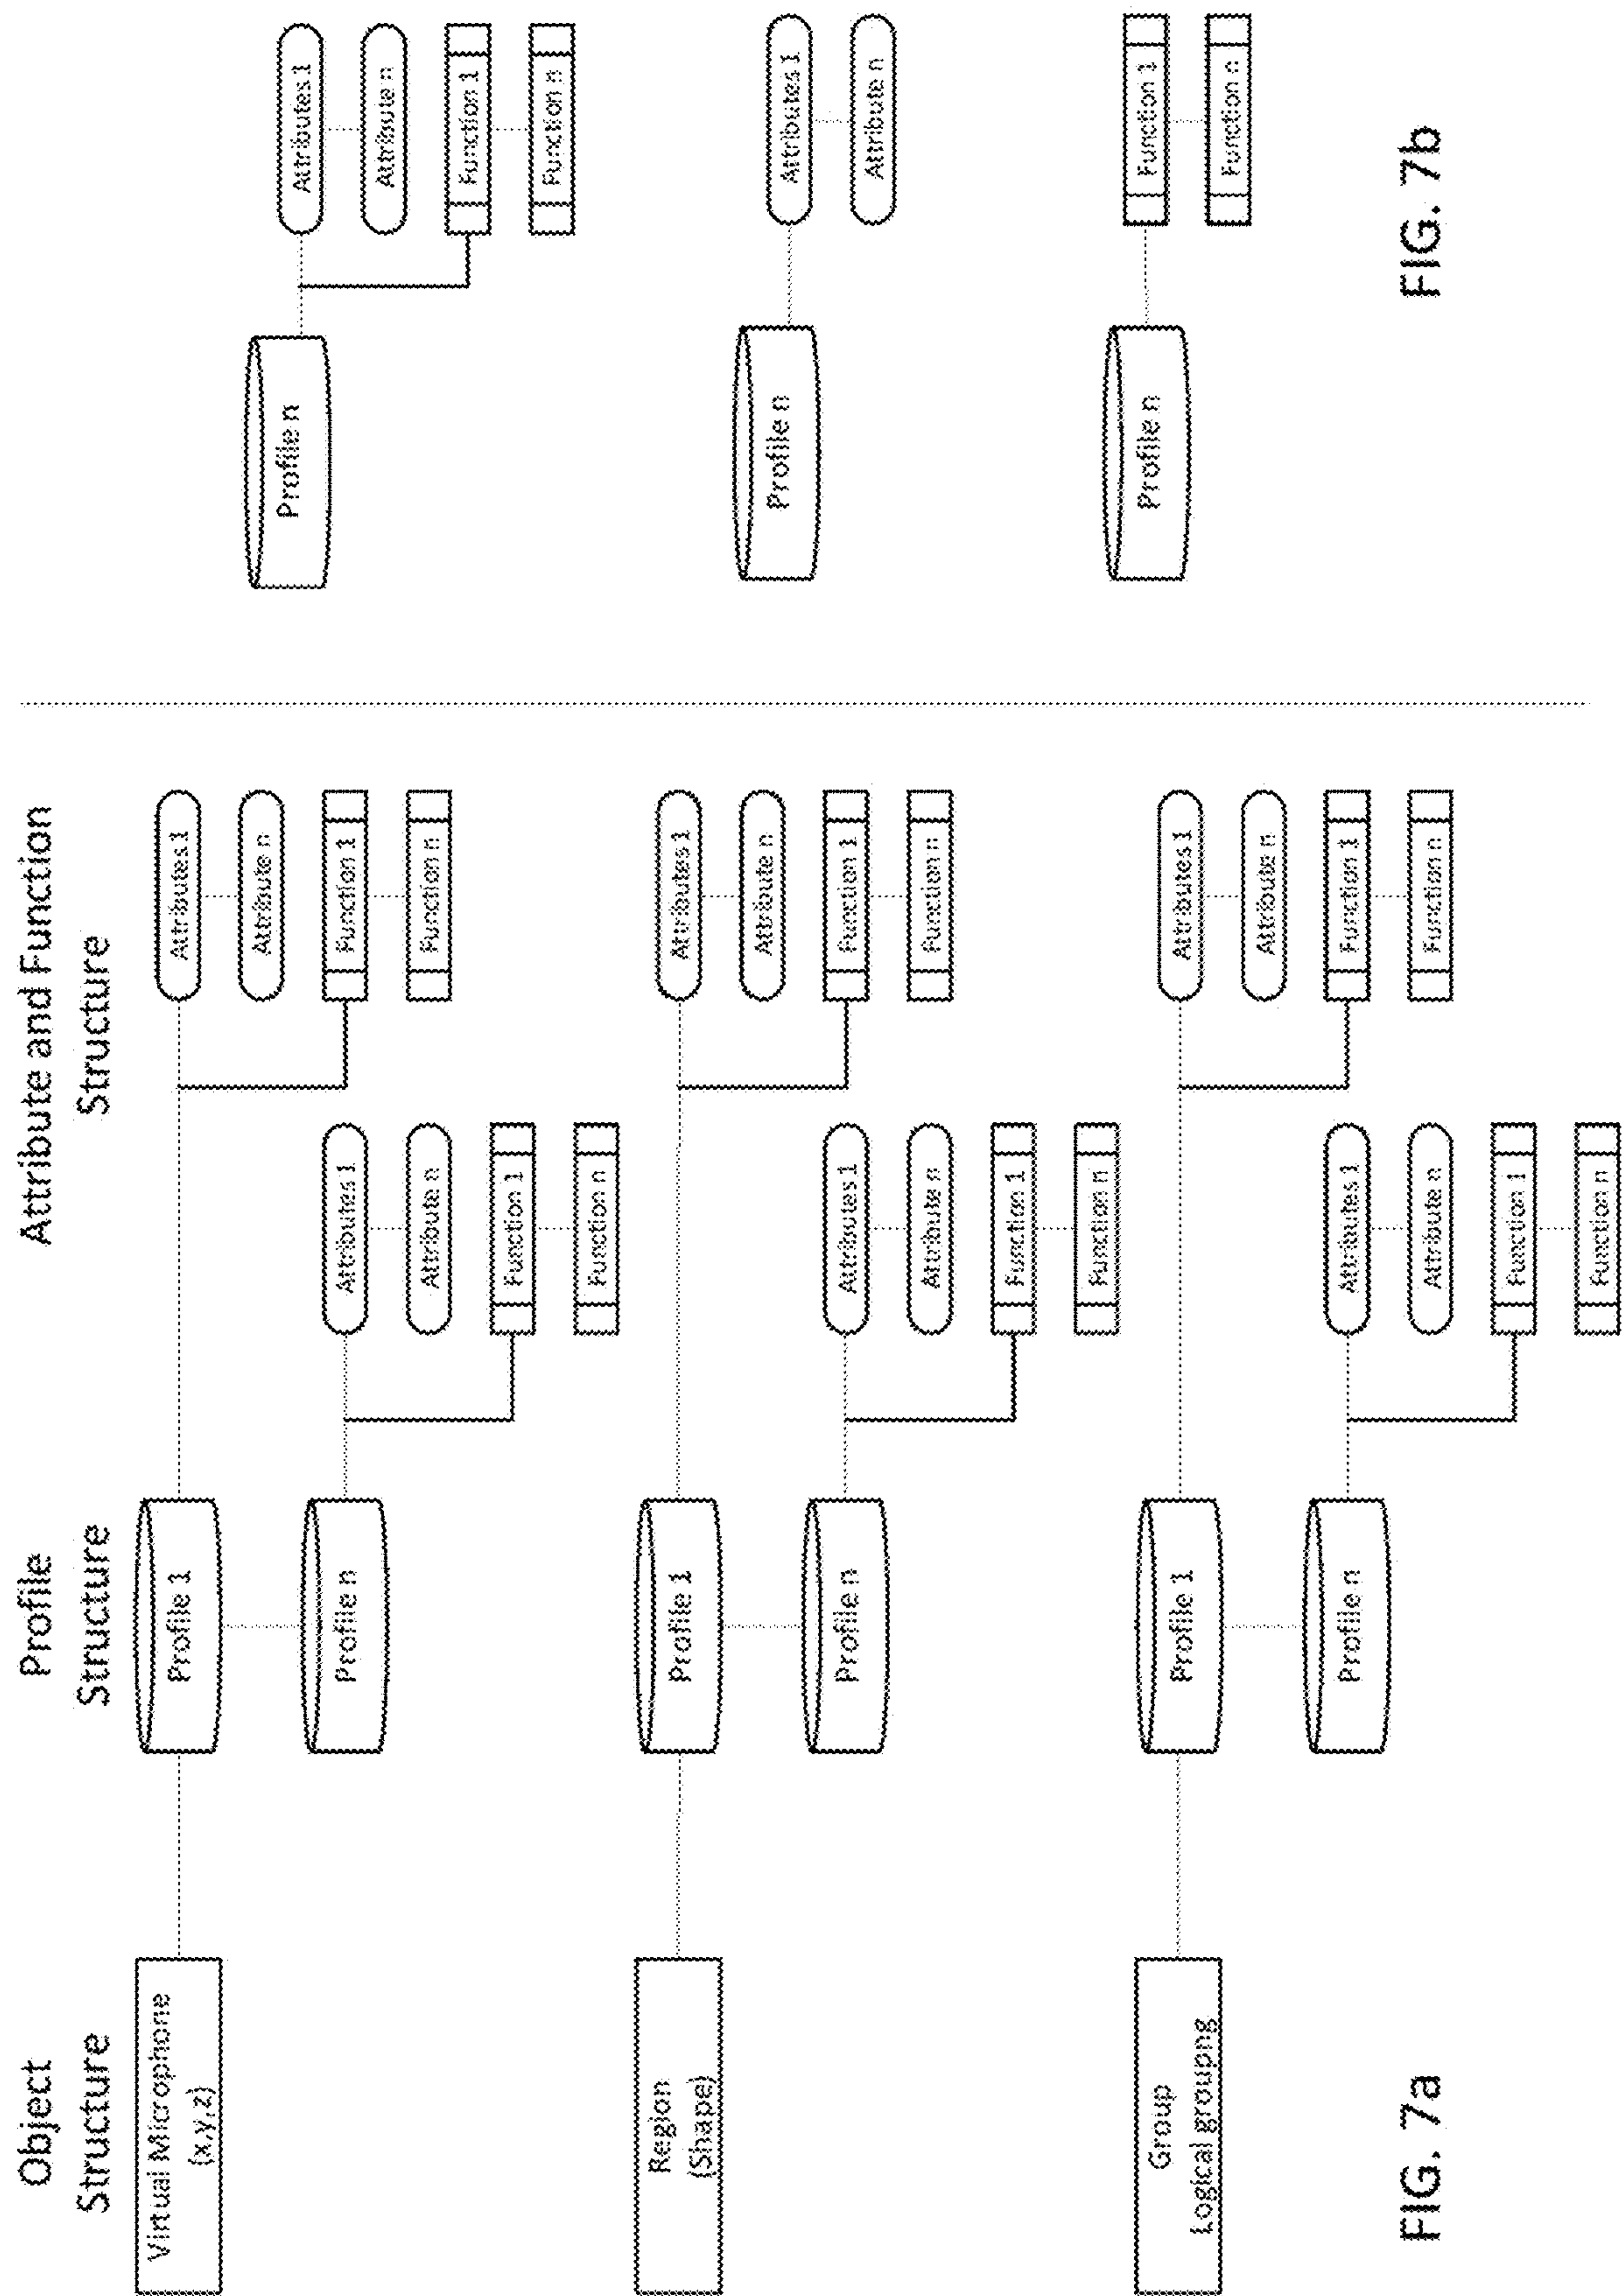 Object
Structure
Profile
Structure
Attribute and Function
Structure
Virtual Microphone
(x,y,z)
Profile 1
Attributes 1
Attribute n
Function 1
Function n
Profile n
Attributes 1
Attribute n
Function 1
Function n
Region
(Shape)
Profile 1
Attributes 1
Attribute n
Function 1
Function n
Profile n
Attributes 1
Attribute n
Function 1
Function n
Group
Logical groupng
Profile 1
Attributes 1
Attribute n
Function 1
Function n
Profile n
Attributes 1
Attribute n
Function 1
Function n
FIG. 7a
Profile n
Attributes 1
Attribute n
Function 1
Function n
Profile n
Attributes 1
Attribute n
Profile n
Function 1
Function n
FIG. 7b